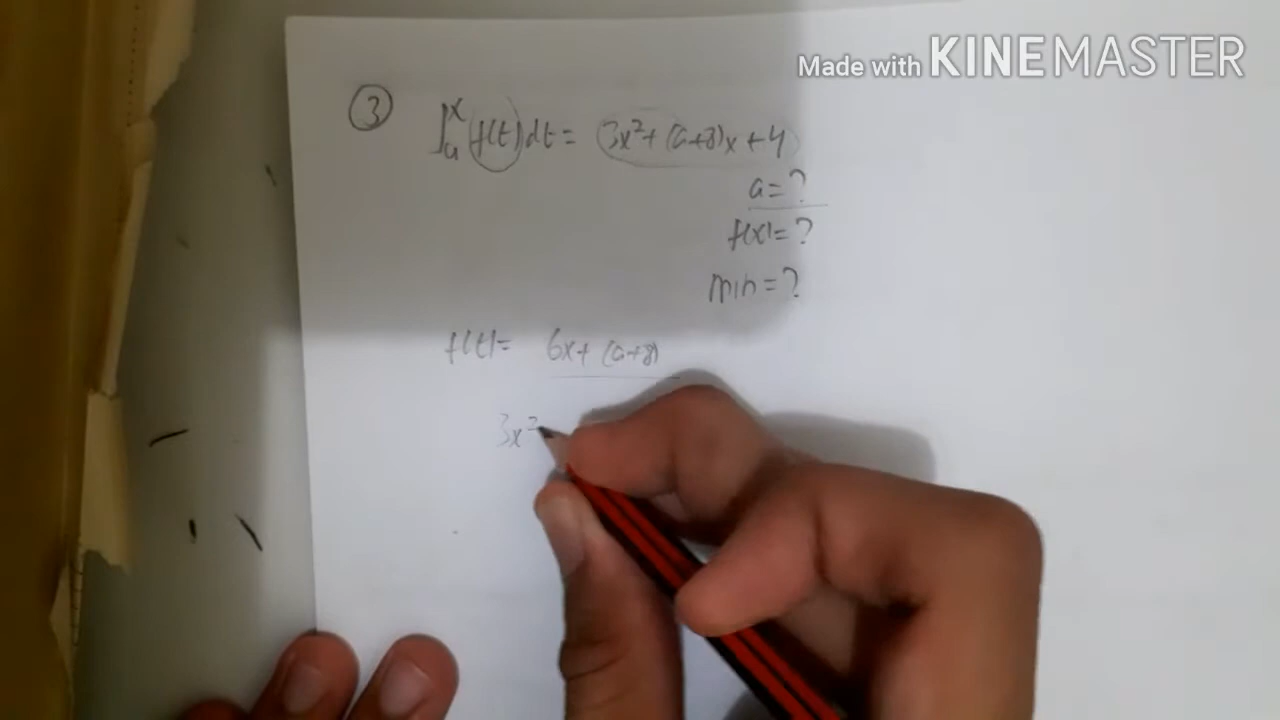 Made with KINEMASTER
③ ∫ₐˣ f(t)dt = 3x²+ (a+8)x+4
a=?
f(x)=?
min=?
f(t)= 6x+ (a+8)
3x²